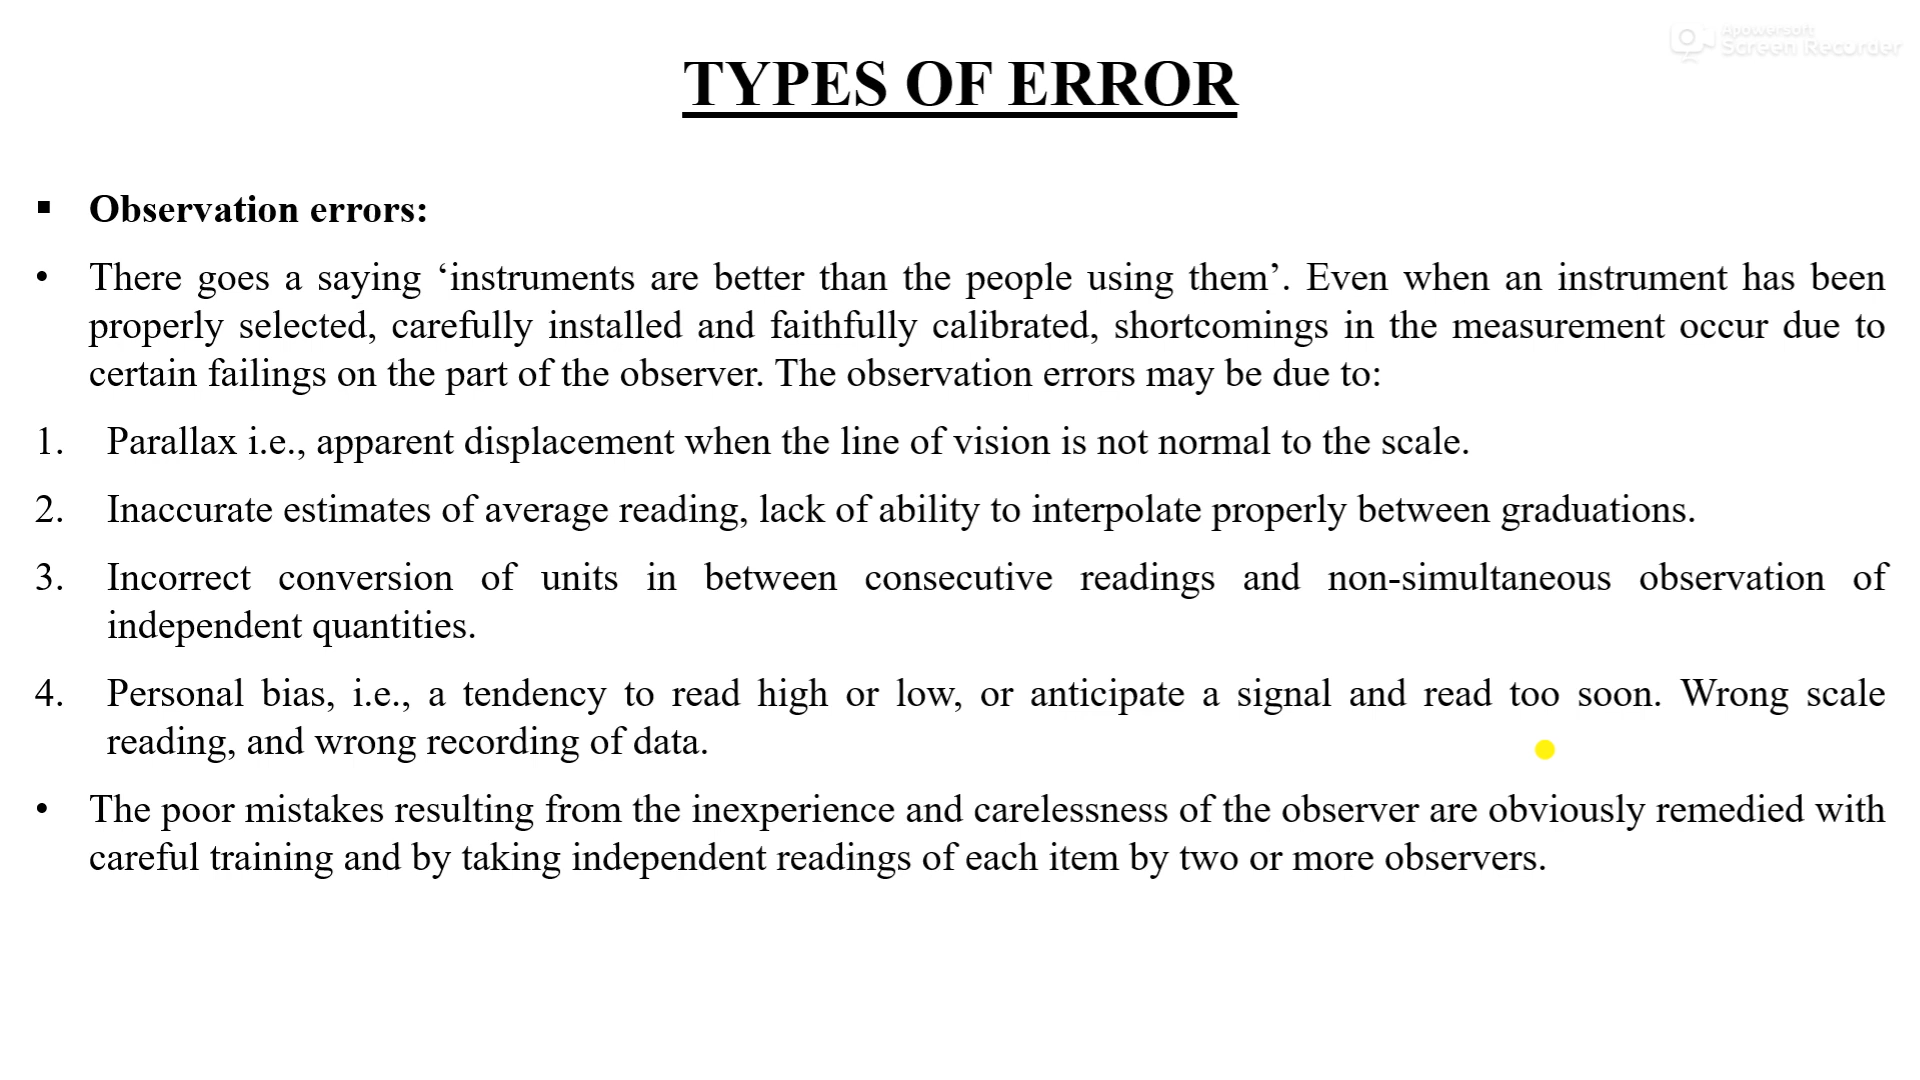 Apowersoft
Screen Recorder
TYPES OF ERROR
▪ Observation errors:
• There goes a saying ‘instruments are better than the people using them’. Even when an instrument has been
properly selected, carefully installed and faithfully calibrated, shortcomings in the measurement occur due to
certain failings on the part of the observer. The observation errors may be due to:
1. Parallax i.e., apparent displacement when the line of vision is not normal to the scale.
2. Inaccurate estimates of average reading, lack of ability to interpolate properly between graduations.
3. Incorrect conversion of units in between consecutive readings and non-simultaneous observation of
independent quantities.
4. Personal bias, i.e., a tendency to read high or low, or anticipate a signal and read too soon. Wrong scale
reading, and wrong recording of data.
• The poor mistakes resulting from the inexperience and carelessness of the observer are obviously remedied with
careful training and by taking independent readings of each item by two or more observers.